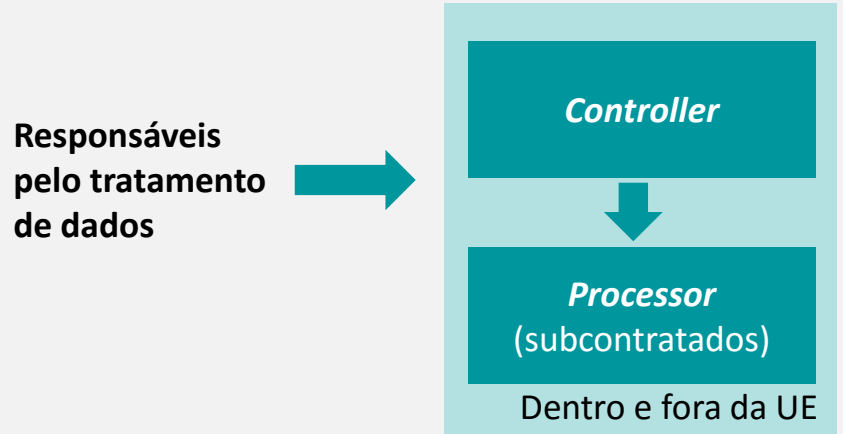 Responsáveis
pelo tratamento
de dados
Controller
Processor
(subcontratados)
Dentro e fora da UE